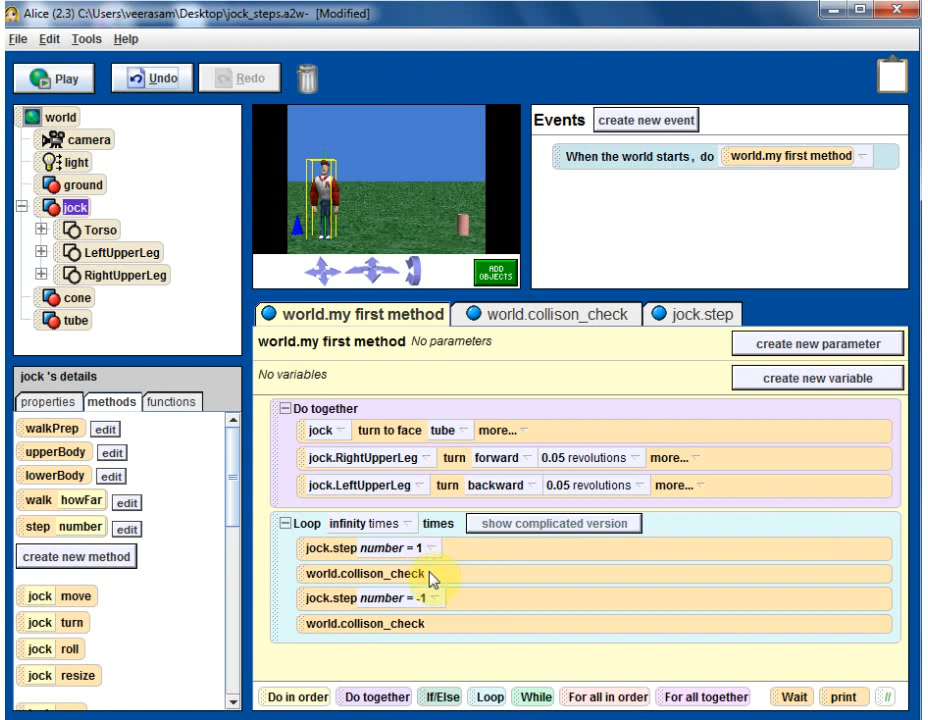 Alice (2.3) C:\Users\veerasam\Desktop\jock_steps.a2w- [Modified]
File Edit Tools Help
Play Undo Redo
world
camera
light
ground
jock
Torso
LeftUpperLeg
RightUpperLeg
cone
tube
ADD
OBJECTS
Events create new event
When the world starts, do world.my first method
jock 's details
properties methods functions
walkPrep edit
upperBody edit
lowerBody edit
walk howFar edit
step number edit
create new method
jock move
jock turn
jock roll
jock resize
world.my first method world.collison_check jock.step
world.my first method No parameters create new parameter
No variables create new variable
Do together
jock turn to face tube more...
jock.RightUpperLeg turn forward 0.05 revolutions more...
jock.LeftUpperLeg turn backward 0.05 revolutions more...
Loop infinity times times show complicated version
jock.step number = 1
world.collison_check
jock.step number = -1
world.collison_check
Do in order Do together If/Else Loop While For all in order For all together Wait print //